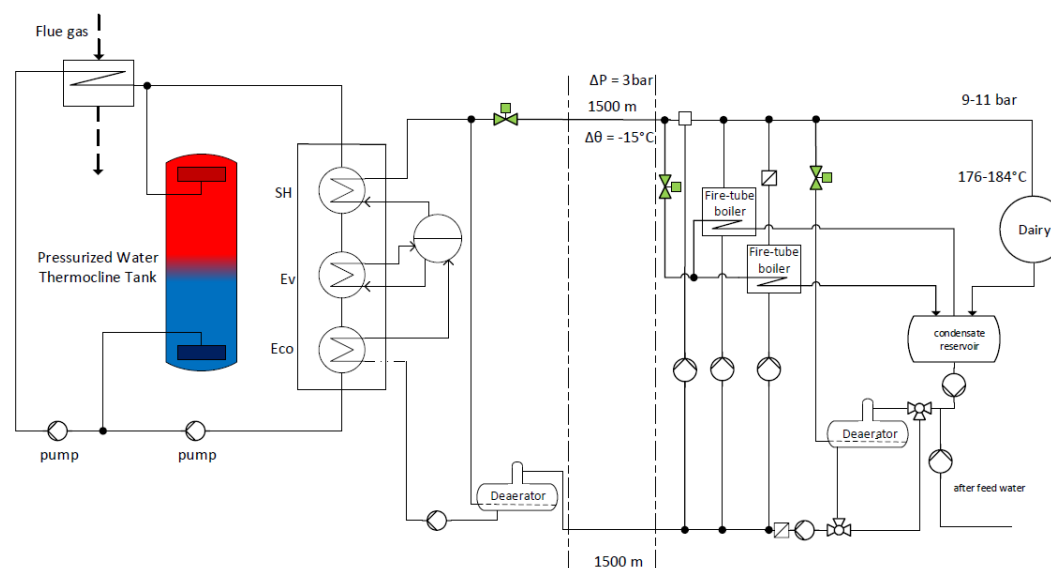 Flue gas
ΔP = 3bar
1500 m
Δθ = -15°C
9-11 bar
176-184°C
SH
Fire-tube
boiler
Dairy
Pressurized Water
Thermocline Tank
Ev
Fire-tube
boiler
Eco
condensate
reservoir
Deaerator
pump
pump
Deaerator
after feed water
1500 m